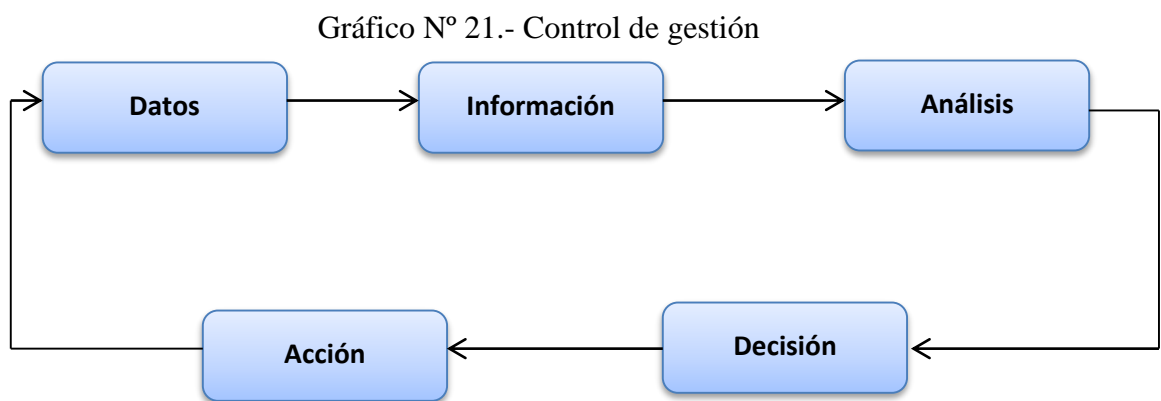 Gráfico Nº 21.- Control de gestión
Datos
Información
Análisis
Decisión
Acción